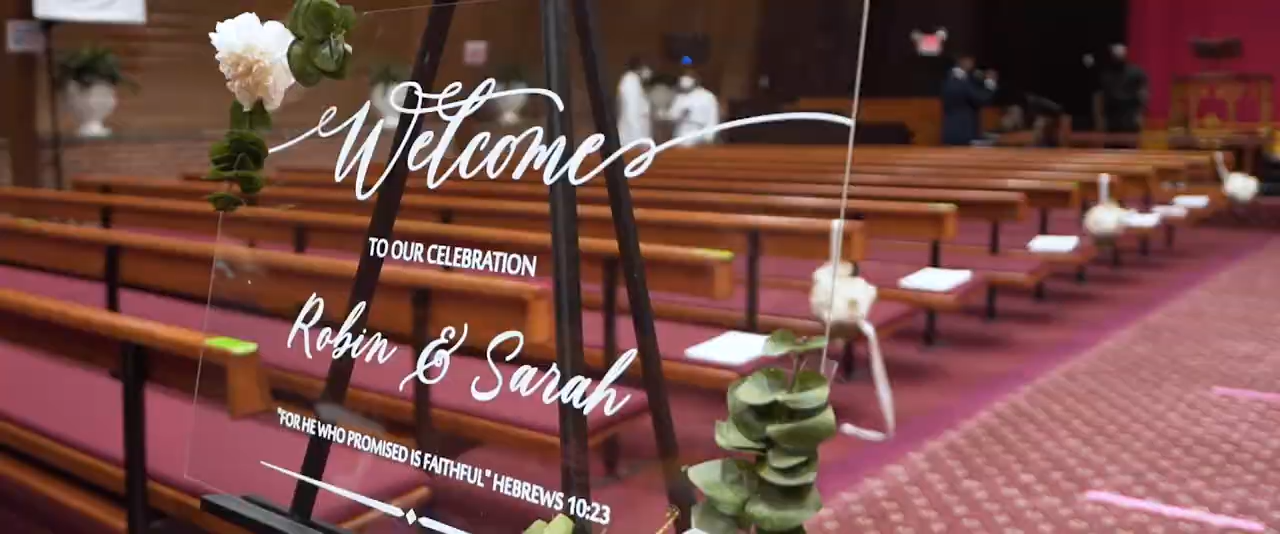 Welcome
TO OUR CELEBRATION
Robin & Sarah
"FOR HE WHO PROMISED IS FAITHFUL" HEBREWS 10:23